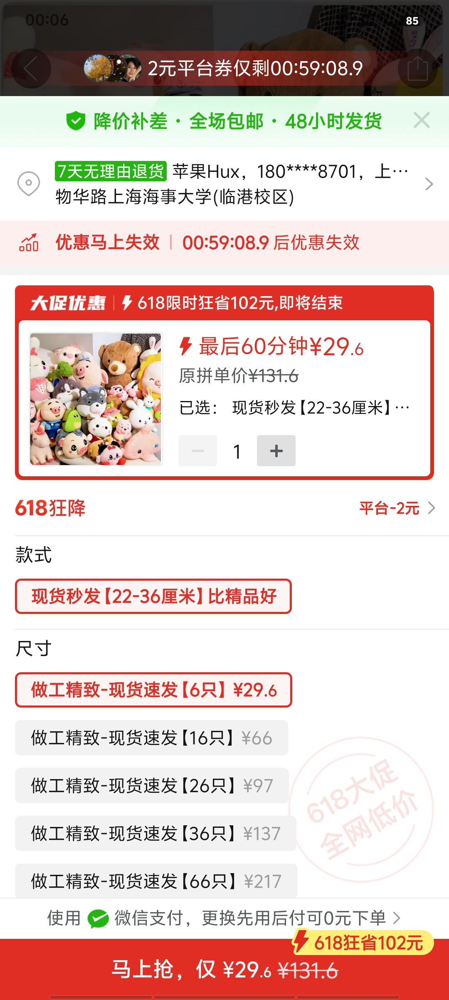 00:06
85
2元平台券仅剩00:59:08.9
降价补差・全场包邮・48小时发货
7天无理由退货 苹果Hux，180****8701，上…
物华路上海海事大学(临港校区)
优惠马上失效 | 00:59:08.9 后优惠失效
大促优惠 | 618限时狂省102元,即将结束
最后60分钟¥29.6
原拼单价¥131.6
已选： 现货秒发【22-36厘米】…
1
618狂降
平台-2元
款式
现货秒发【22-36厘米】比精品好
尺寸
做工精致-现货速发【6只】 ¥29.6
做工精致-现货速发【16只】 ¥66
做工精致-现货速发【26只】 ¥97
做工精致-现货速发【36只】 ¥137
做工精致-现货速发【66只】 ¥217
618大促
全网低价
使用 微信支付，更换先用后付可0元下单
618狂省102元
马上抢，仅 ¥29.6 ¥131.6